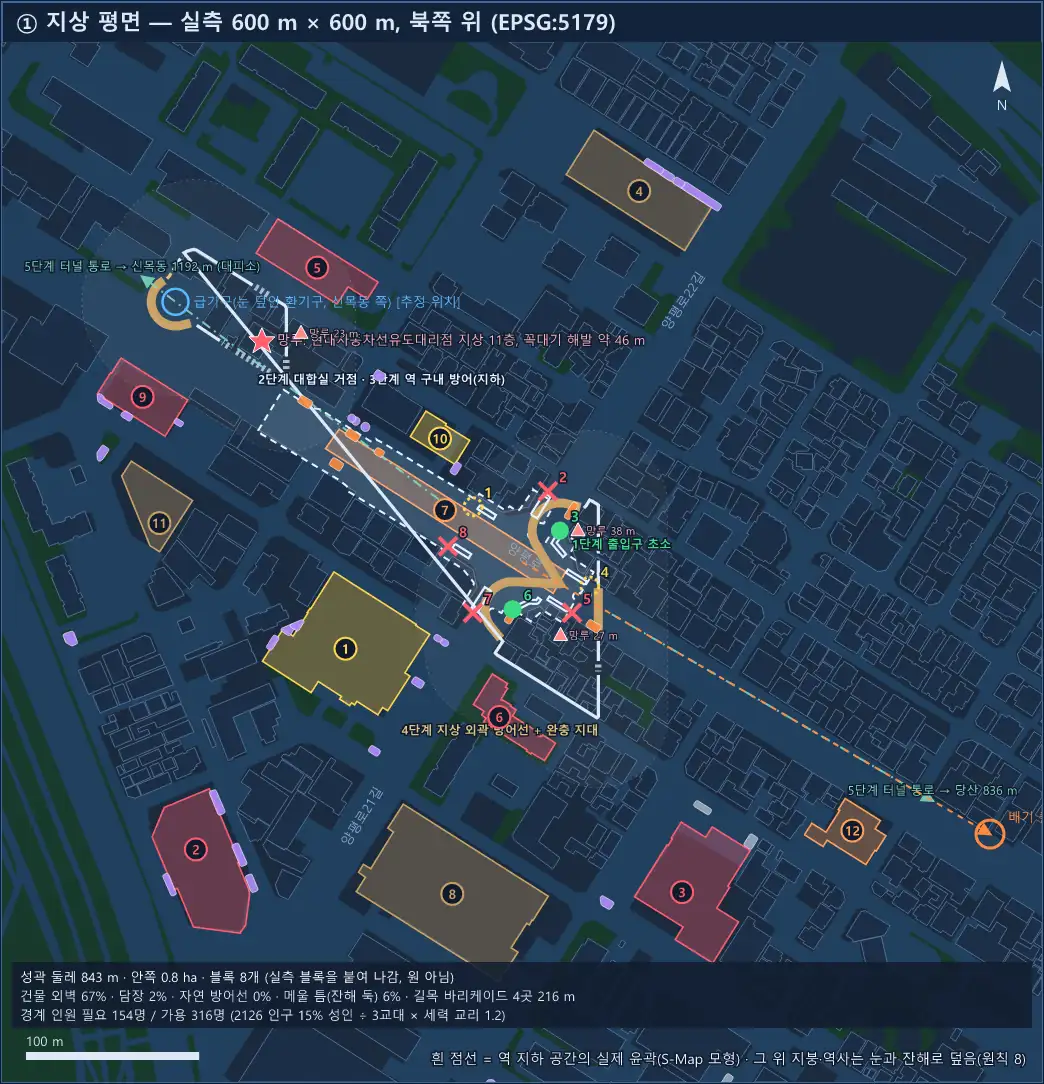 ① 지상 평면 — 실측 600 m × 600 m, 북쪽 위 (EPSG:5179)
N
4
5단계 터널 통로 → 신목동 1192 m (대피소)
5
급기구(눈 덮인 환기구, 신목동 쪽) [추정 위치]
양평로22길
망루 23 m
망루: 현대자동차선유도대리점 지상 11층, 꼭대기 해발 약 46 m
2단계 대합실 거점 · 3단계 역 구내 방어(지하)
9
10
2
1
7
11
3
망루 38 m
8
1단계 출입구 초소
4
7
6
5
망루 27 m
1
6
4단계 지상 외곽 방어선 + 완충 지대
5단계 터널 통로 → 당산 836 m
양평로21길
12
배기
2
8
3
성곽 둘레 843 m · 안쪽 0.8 ha · 블록 8개 (실측 블록을 붙여 나감, 원 아님)
건물 외벽 67% · 담장 2% · 자연 방어선 0% · 메울 틈(잔해 둑) 6% · 길목 바리케이드 4곳 216 m
경계 인원 필요 154명 / 가용 316명 (2126 인구 15% 성인 ÷ 3교대 × 세력 교리 1.2)
100 m
흰 점선 = 역 지하 공간의 실제 윤곽(S-Map 모형) · 그 위 지붕·역사는 눈과 잔해로 덮음(원칙 8)